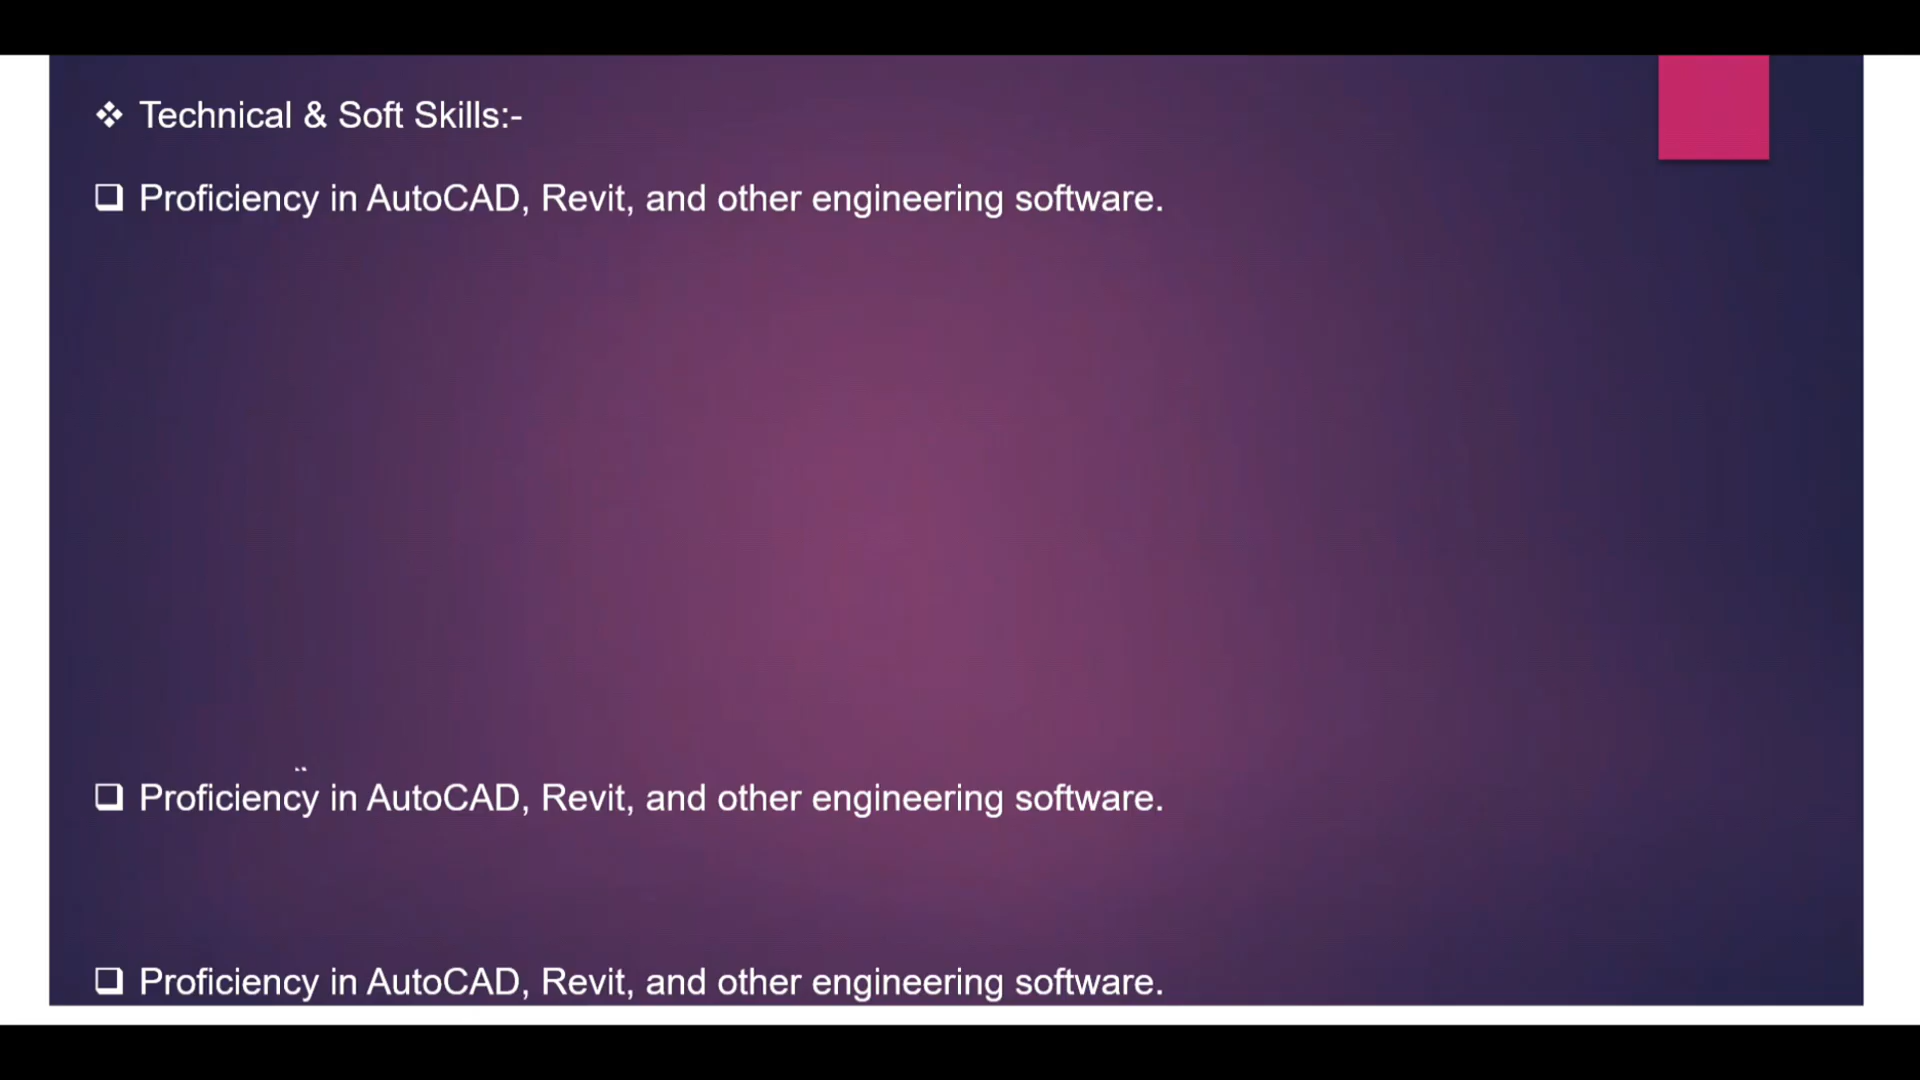 ❖ Technical & Soft Skills:-
❑ Proficiency in AutoCAD, Revit, and other engineering software.
❑ Proficiency in AutoCAD, Revit, and other engineering software.
❑ Proficiency in AutoCAD, Revit, and other engineering software.